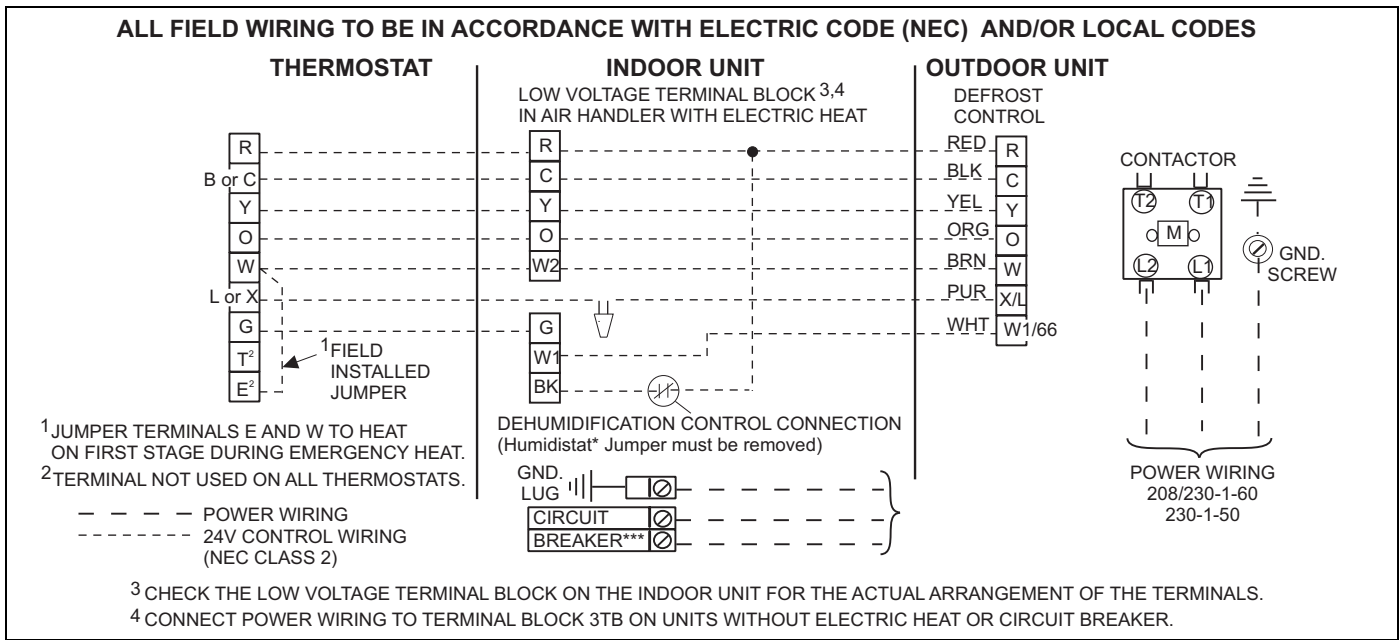 ALL FIELD WIRING TO BE IN ACCORDANCE WITH ELECTRIC CODE (NEC) AND/OR LOCAL CODES
THERMOSTAT
R
B or C
Y
O
W
L or X
G
T²
E²
¹FIELD
INSTALLED
JUMPER
¹JUMPER TERMINALS E AND W TO HEAT
ON FIRST STAGE DURING EMERGENCY HEAT.
²TERMINAL NOT USED ON ALL THERMOSTATS.
POWER WIRING
24V CONTROL WIRING
(NEC CLASS 2)
INDOOR UNIT
LOW VOLTAGE TERMINAL BLOCK ³,⁴
IN AIR HANDLER WITH ELECTRIC HEAT
R
C
Y
O
W2
G
W1
BK
DEHUMIDIFICATION CONTROL CONNECTION
(Humidistat* Jumper must be removed)
GND.
LUG
CIRCUIT
BREAKER***
OUTDOOR UNIT
DEFROST
CONTROL
RED R
BLK C
YEL Y
ORG O
BRN W
PUR X/L
WHT W1/66
CONTACTOR
T2 T1
M
L2 L1
GND.
SCREW
POWER WIRING
208/230-1-60
230-1-50
³ CHECK THE LOW VOLTAGE TERMINAL BLOCK ON THE INDOOR UNIT FOR THE ACTUAL ARRANGEMENT OF THE TERMINALS.
⁴ CONNECT POWER WIRING TO TERMINAL BLOCK 3TB ON UNITS WITHOUT ELECTRIC HEAT OR CIRCUIT BREAKER.